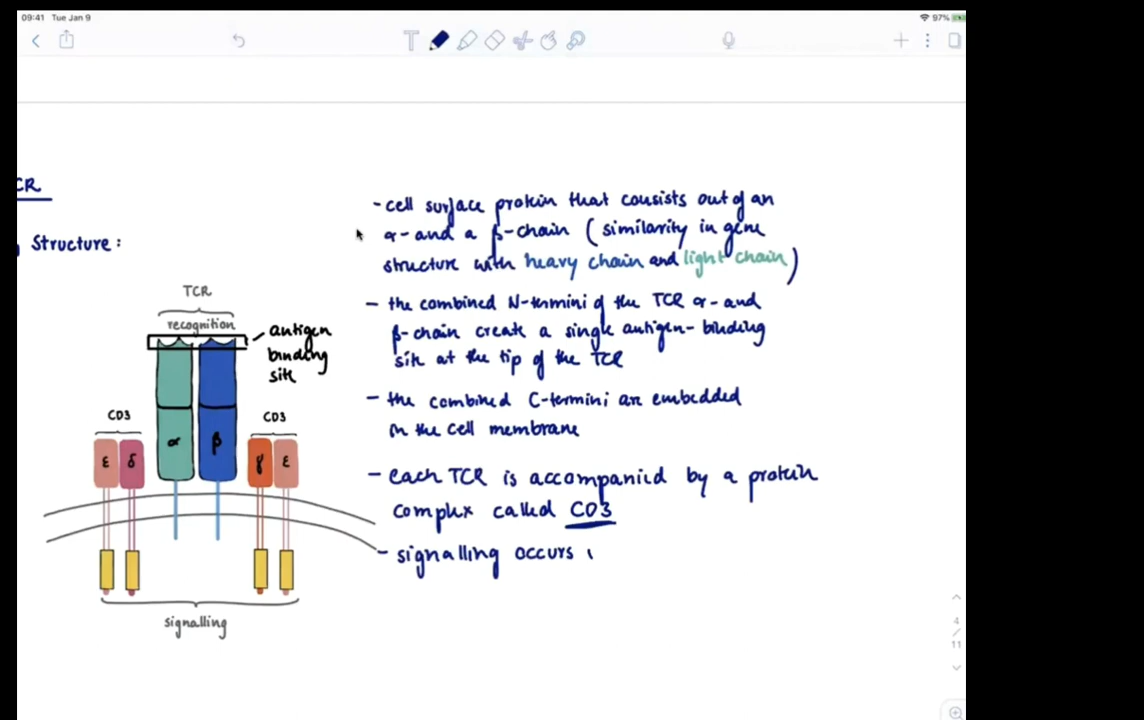 09:41 Tue Jan 9
97%
T
CR
Structure:
- cell surface protein that consists out of an
α- and a β-chain (similarity in gene
structure with heavy chain and light chain)
- the combined N-termini of the TCR α- and
β-chain create a single antigen-binding
site at the tip of the TCR
- the combined C-termini are embedded
in the cell membrane
- each TCR is accompanied by a protein
complex called CD3
- signalling occurs
TCR
recognition
antigen
binding
site
CD3
CD3
ε δ α β γ ε
signalling
4
/
11